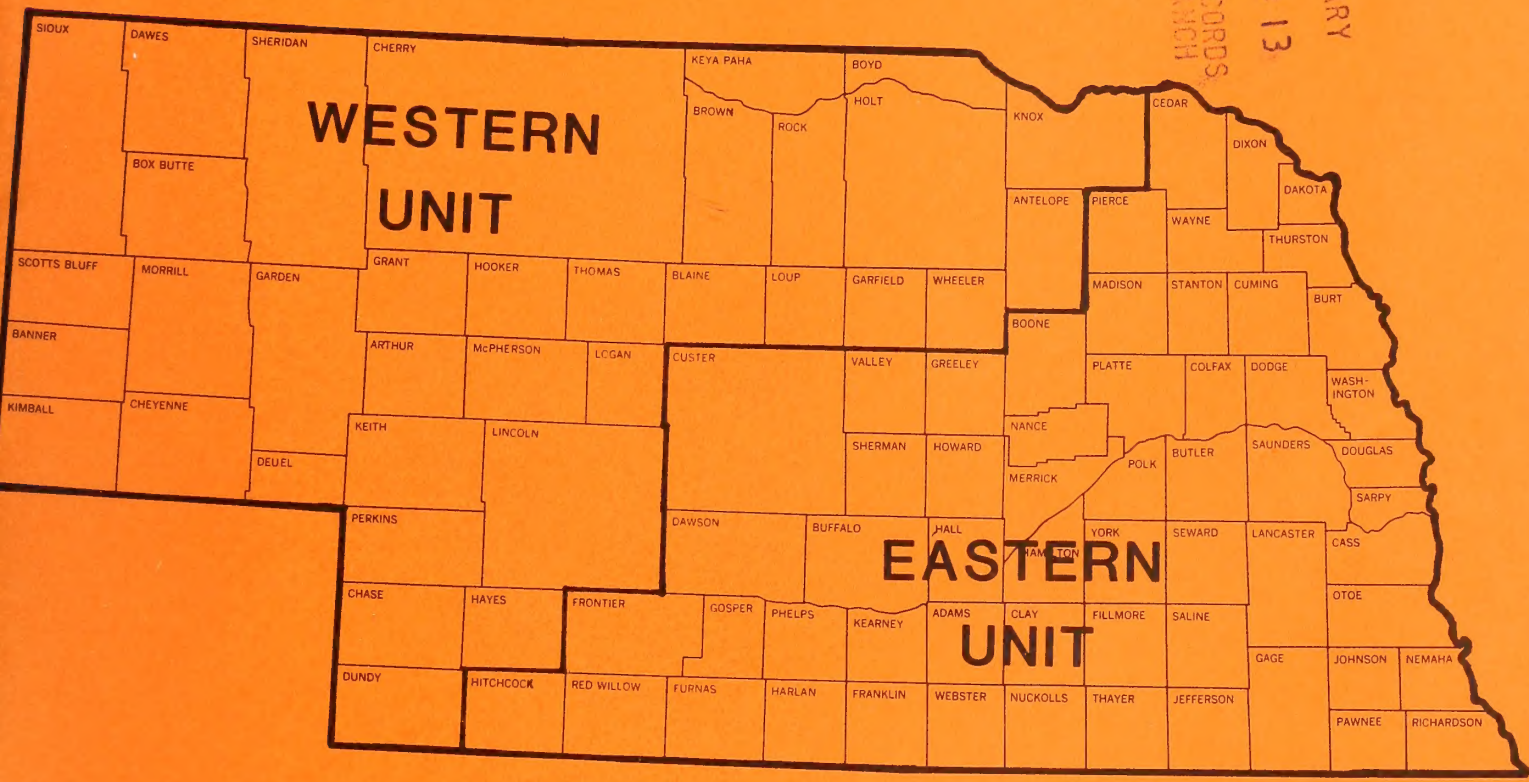 RY
13
CORDS
NCH
SIOUX
DAWES
SHERIDAN
CHERRY
KEYA PAHA
BOYD
WESTERN
UNIT
BROWN
ROCK
HOLT
KNOX
CEDAR
DIXON
DAKOTA
BOX BUTTE
ANTELOPE
PIERCE
WAYNE
THURSTON
SCOTTS BLUFF
MORRILL
GARDEN
GRANT
HOOKER
THOMAS
BLAINE
LOUP
GARFIELD
WHEELER
MADISON
STANTON
CUMING
BURT
BANNER
ARTHUR
McPHERSON
LOGAN
CUSTER
VALLEY
GREELEY
BOONE
PLATTE
COLFAX
DODGE
WASH-
INGTON
KIMBALL
CHEYENNE
DEUEL
KEITH
LINCOLN
SHERMAN
HOWARD
NANCE
MERRICK
POLK
BUTLER
SAUNDERS
DOUGLAS
SARPY
PERKINS
DAWSON
BUFFALO
HALL
HAMILTON
YORK
SEWARD
LANCASTER
CASS
EASTERN
UNIT
CHASE
HAYES
FRONTIER
GOSPER
PHELPS
KEARNEY
ADAMS
CLAY
FILLMORE
SALINE
OTOE
GAGE
JOHNSON
NEMAHA
DUNDY
HITCHCOCK
RED WILLOW
FURNAS
HARLAN
FRANKLIN
WEBSTER
NUCKOLLS
THAYER
JEFFERSON
PAWNEE
RICHARDSON